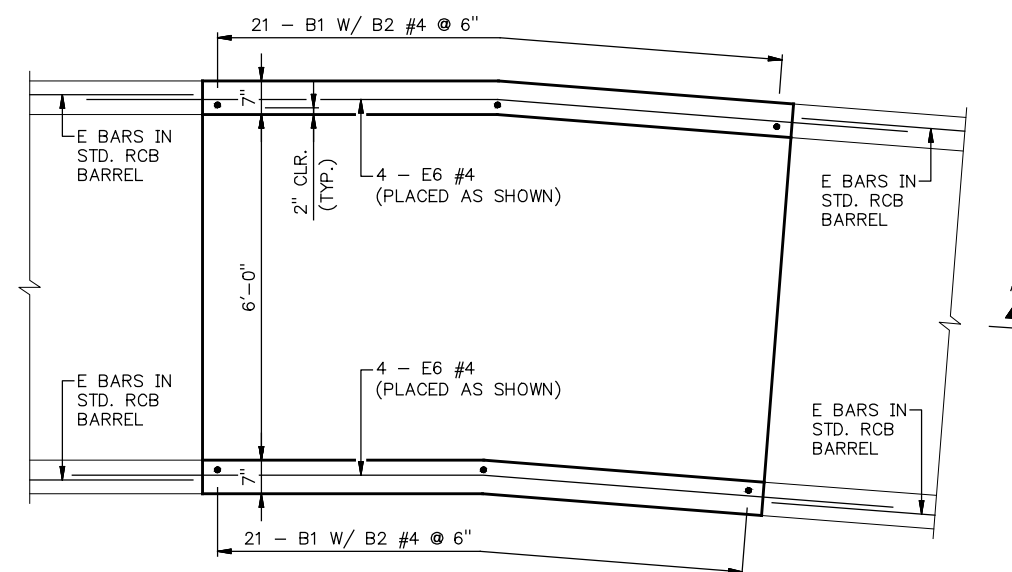 21 - B1 W/ B2 #4 @ 6"
7"
E BARS IN
STD. RCB
BARREL
2" CLR.
(TYP.)
4 - E6 #4
(PLACED AS SHOWN)
E BARS IN
STD. RCB
BARREL
6'-0"
4 - E6 #4
(PLACED AS SHOWN)
E BARS IN
STD. RCB
BARREL
E BARS IN
STD. RCB
BARREL
7"
21 - B1 W/ B2 #4 @ 6"